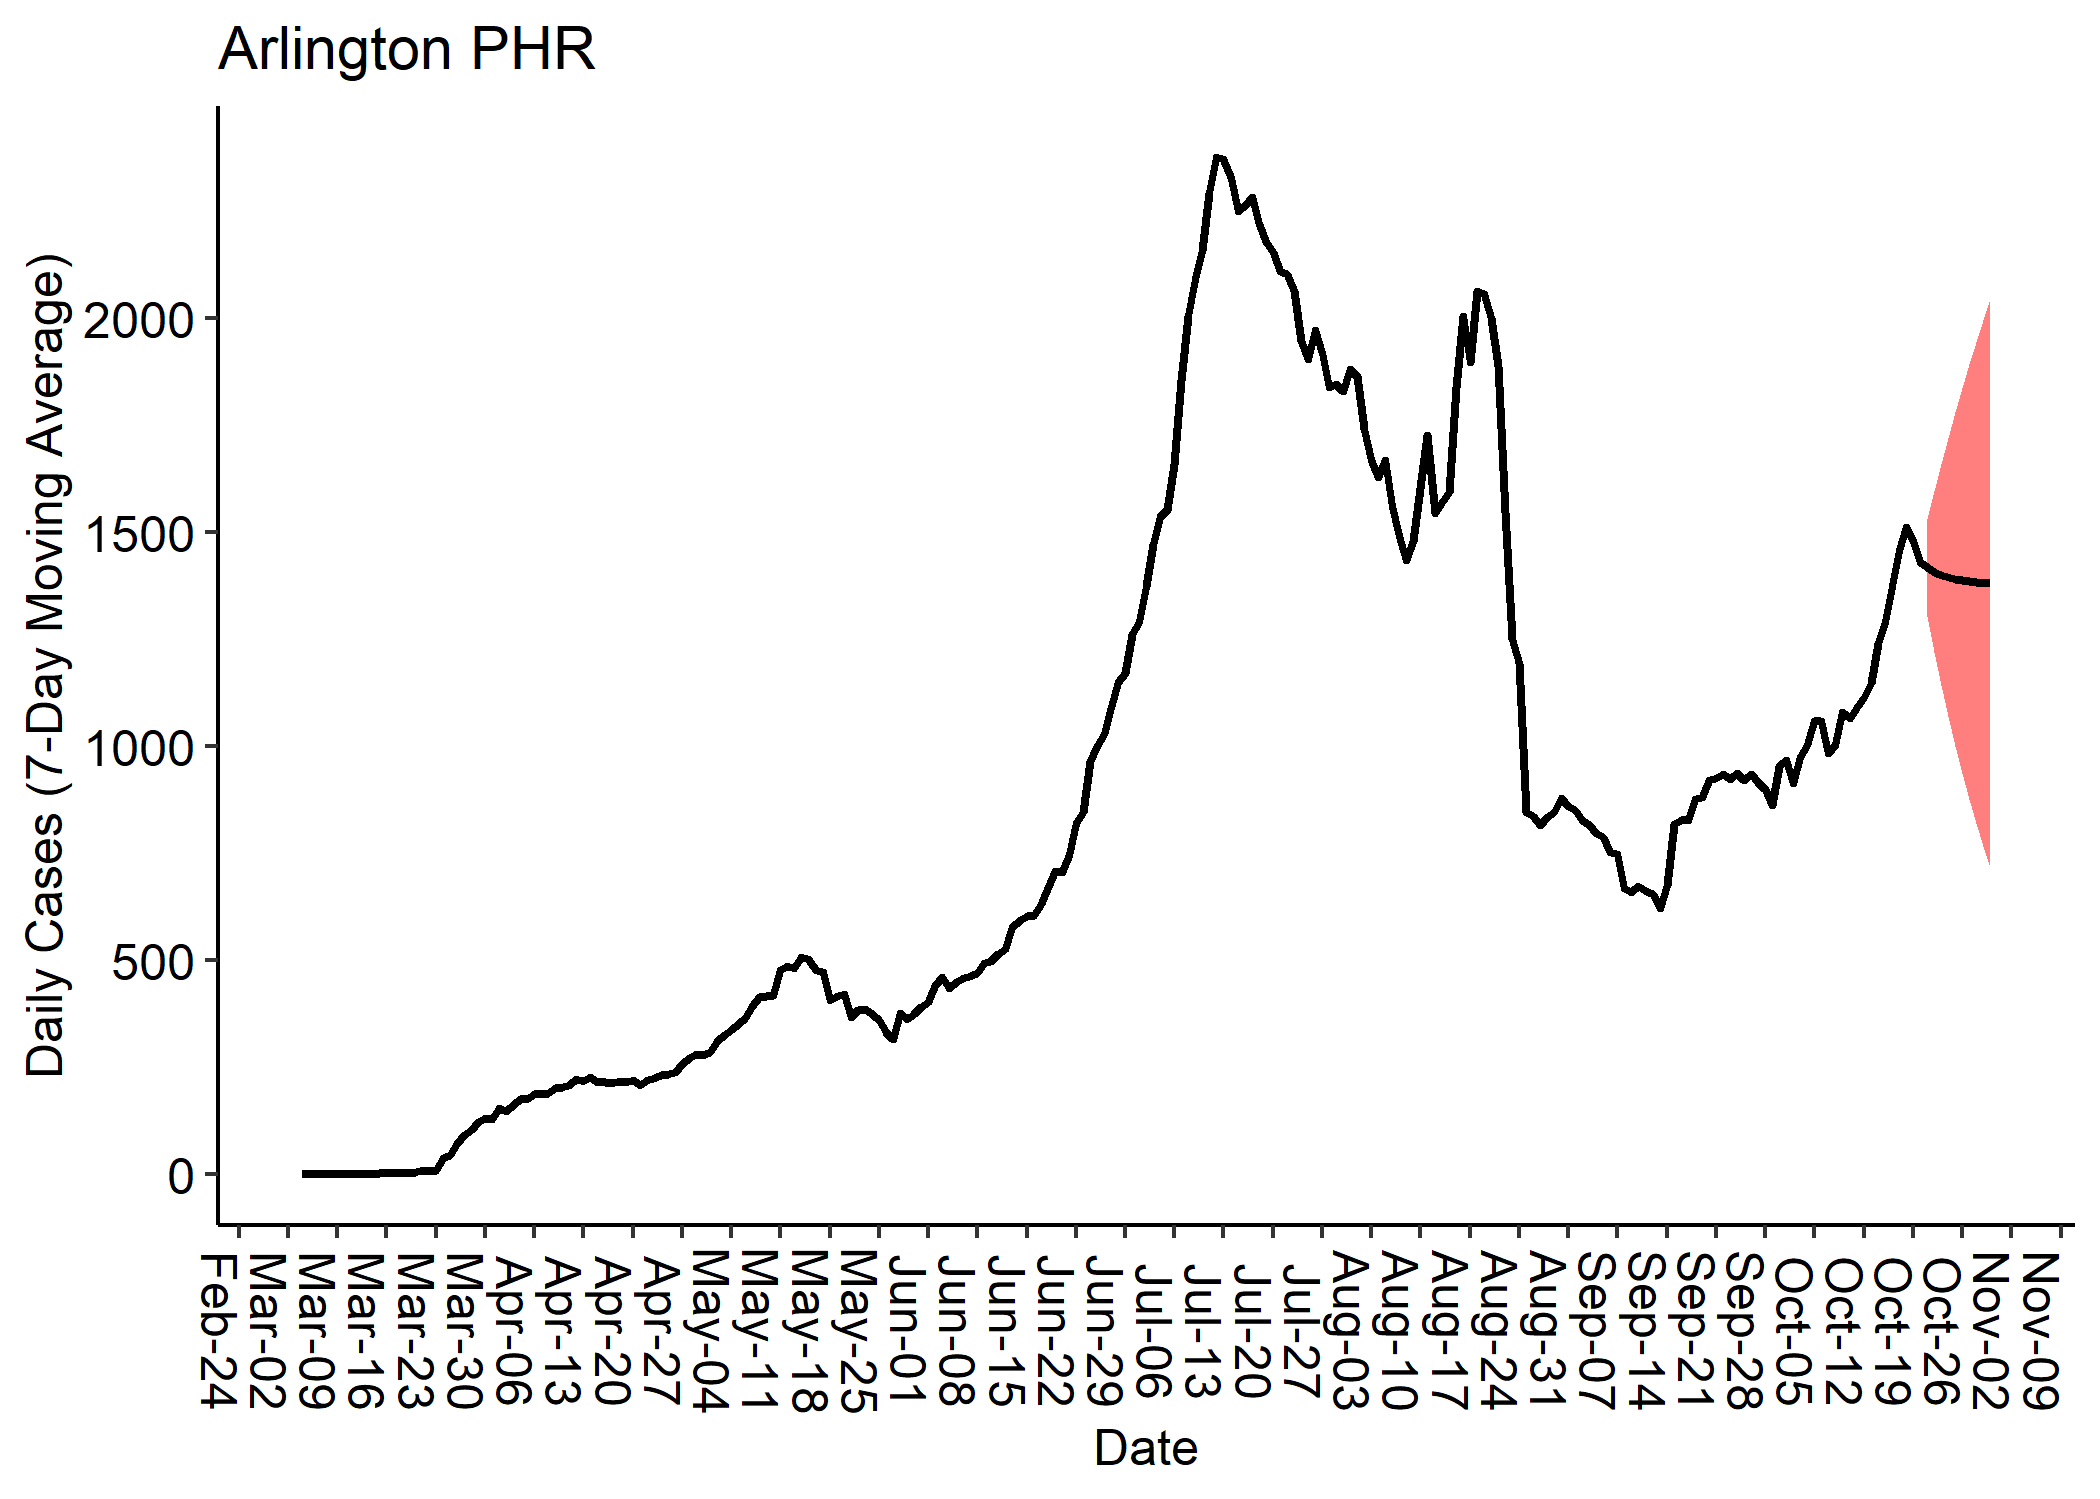 Arlington PHR
Daily Cases (7-Day Moving Average)
2000
1500
1000
500
0
Feb-24
Mar-02
Mar-09
Mar-16
Mar-23
Mar-30
Apr-06
Apr-13
Apr-20
Apr-27
May-04
May-11
May-18
May-25
Jun-01
Jun-08
Jun-15
Jun-22
Jun-29
Jul-06
Jul-13
Jul-20
Jul-27
Aug-03
Aug-10
Aug-17
Aug-24
Aug-31
Sep-07
Sep-14
Sep-21
Sep-28
Oct-05
Oct-12
Oct-19
Oct-26
Nov-02
Nov-09
Date